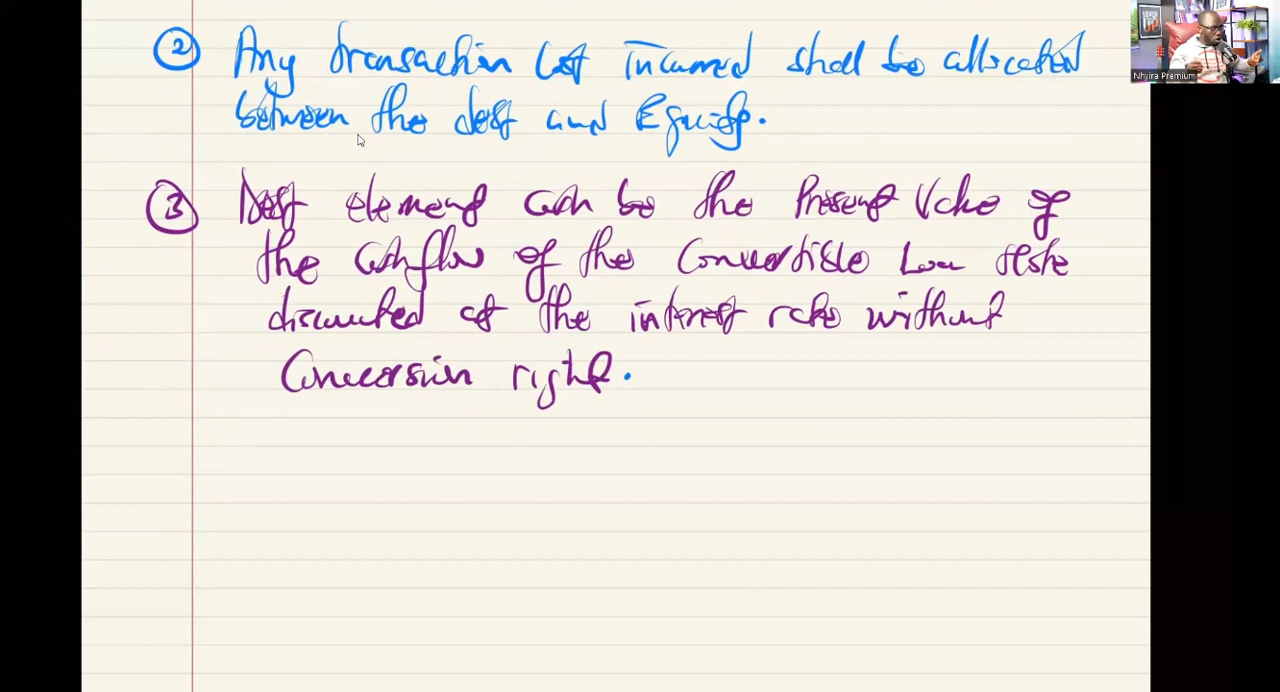 ② Any transaction cost incurred shall be allocated
between the debt and Equity.
③ Debt element can be the Present Value of
the cashflow of the Convertible Loan
discounted at the interest rate without
Conversion right.
Nhyira Premium